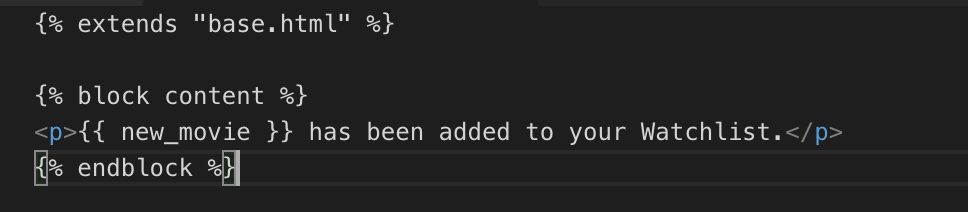 {% extends "base.html" %}
{% block content %}
<p>{{ new_movie }} has been added to your Watchlist.</p>
{% endblock %}